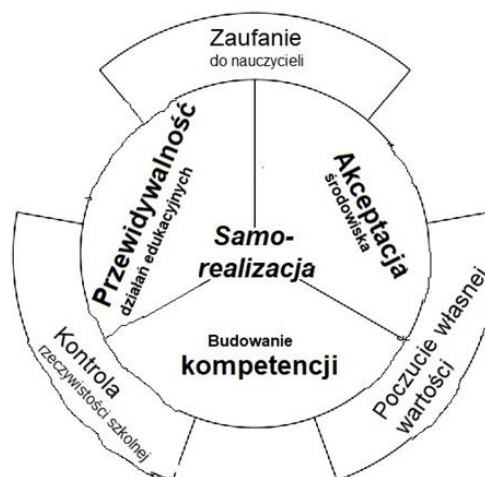 Zaufanie
do nauczycieli
Przewidywalność
działań edukacyjnych
Akceptacja
środowiska
Samo-
realizacja
Budowanie
kompetencji
Kontrola
rzeczywistości szkolnej
Poczucie własnej
wartości